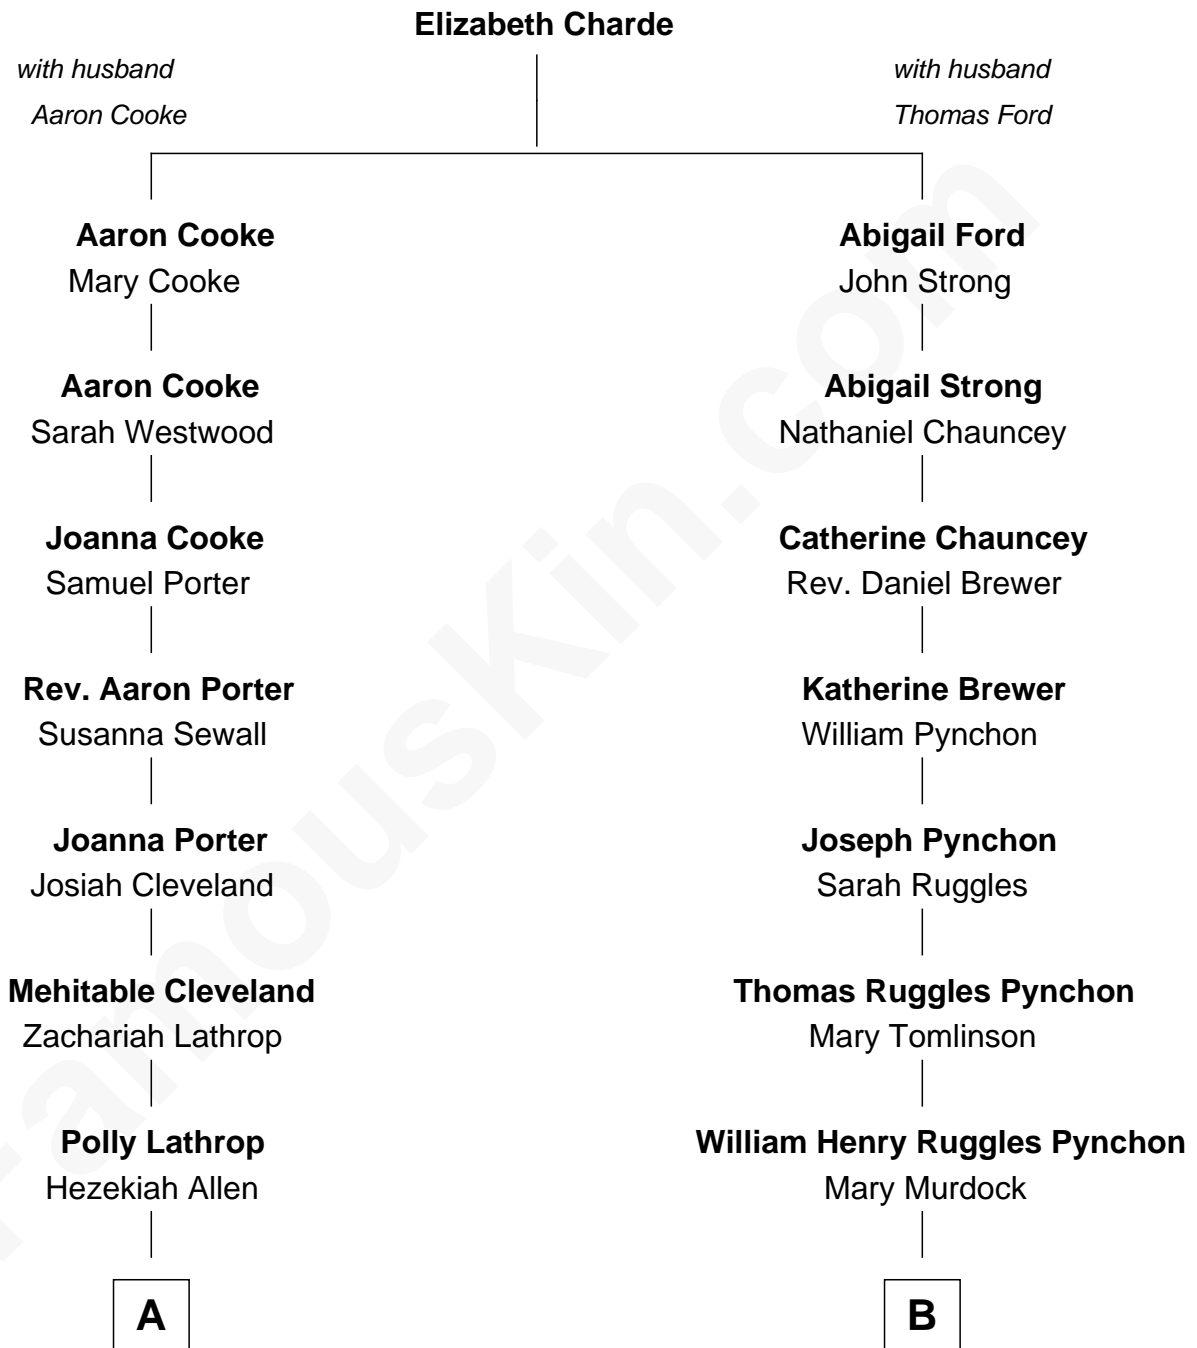 Elizabeth Charde
with husband
Aaron Cooke
with husband
Thomas Ford
Aaron Cooke
Mary Cooke
Abigail Ford
John Strong
Aaron Cooke
Sarah Westwood
Abigail Strong
Nathaniel Chauncey
Joanna Cooke
Samuel Porter
Catherine Chauncey
Rev. Daniel Brewer
Rev. Aaron Porter
Susanna Sewall
Katherine Brewer
William Pynchon
Joanna Porter
Josiah Cleveland
Joseph Pynchon
Sarah Ruggles
Mehitable Cleveland
Zachariah Lathrop
Thomas Ruggles Pynchon
Mary Tomlinson
Polly Lathrop
Hezekiah Allen
William Henry Ruggles Pynchon
Mary Murdock
A
B
FamousKin.com